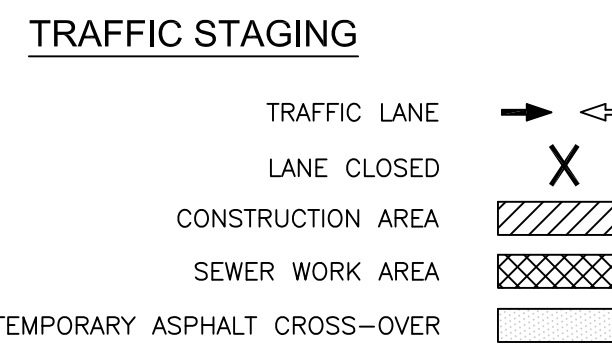 TRAFFIC STAGING
TRAFFIC LANE
LANE CLOSED
X
CONSTRUCTION AREA
SEWER WORK AREA
TEMPORARY ASPHALT CROSS-OVER